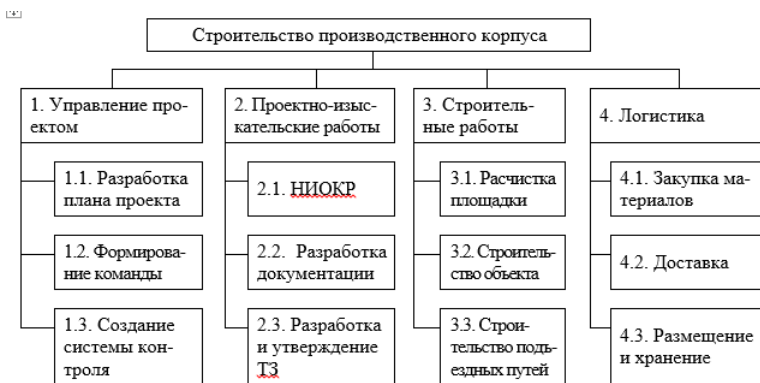 Строительство производственного корпуса
1. Управление про-
ектом
1.1. Разработка
плана проекта
1.2. Формирова-
ние команды
1.3. Создание
системы кон-
троля
2. Проектно-изыс-
кательские работы
2.1. НИОКР
2.2. Разработка
документации
2.3. Разработка
и утверждение
ТЗ
3. Строитель-
ные работы
3.1. Расчистка
площадки
3.2. Строитель-
ство объекта
3.3. Строи-
тельство подъ-
ездных путей
4. Логистика
4.1. Закупка ма-
териалов
4.2. Доставка
4.3. Размещение
и хранение